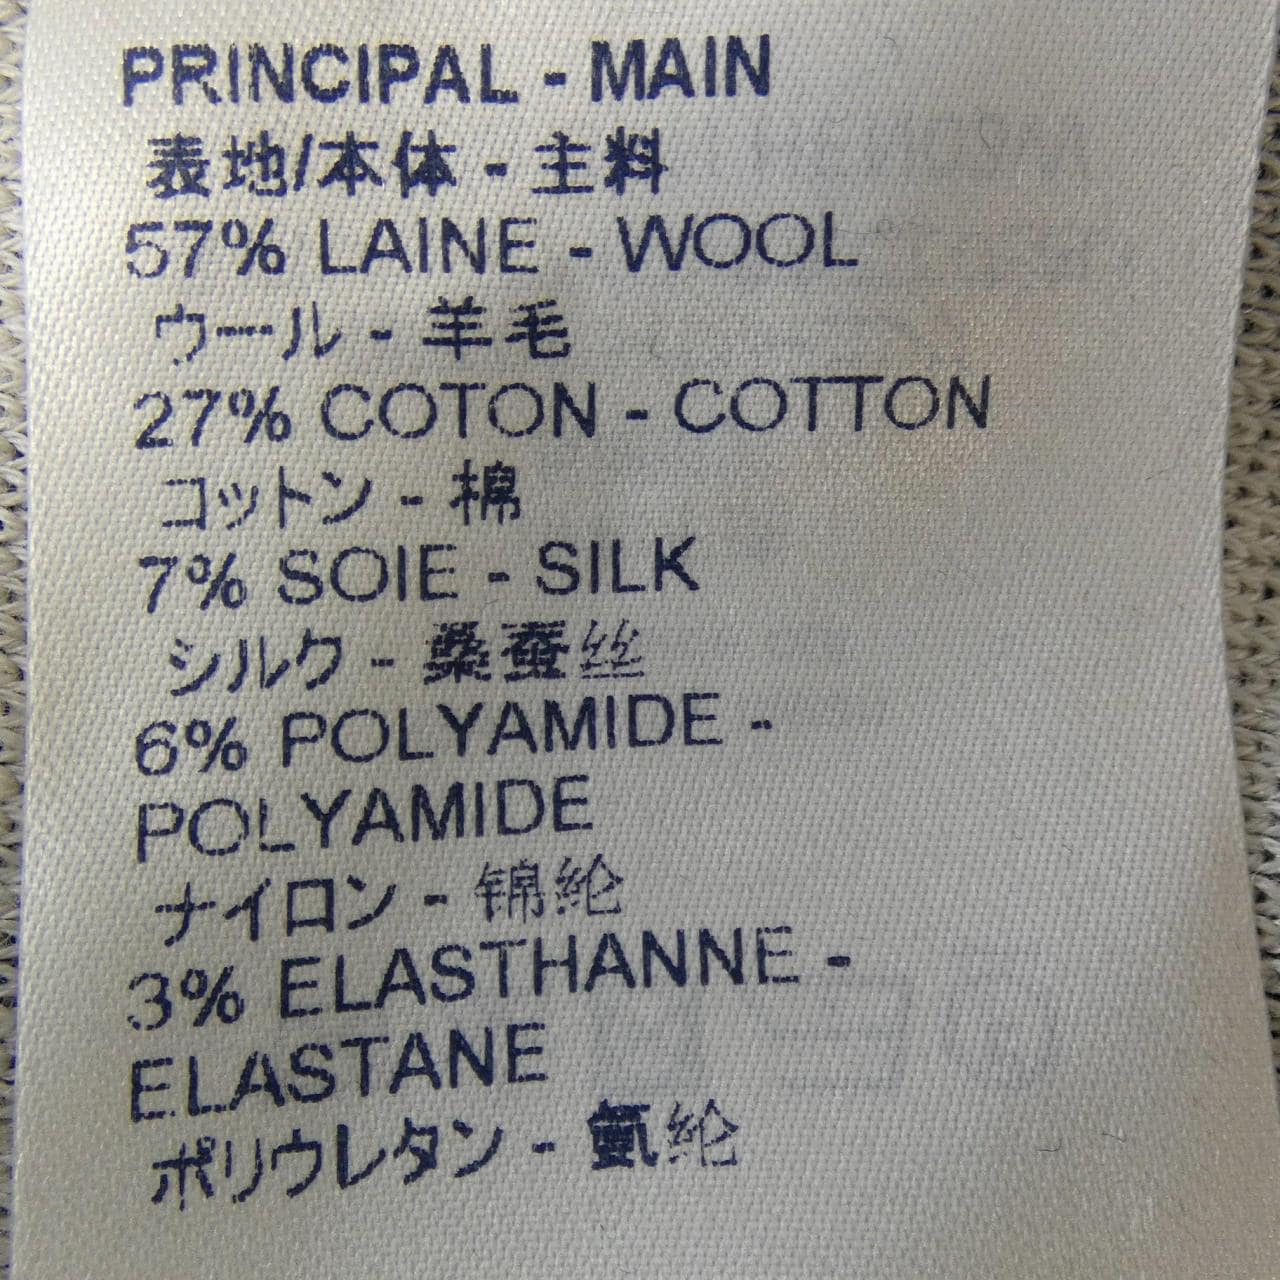 PRINCIPAL - MAIN
表地/本体 - 主料
57% LAINE - WOOL
ウール - 羊毛
27% COTON - COTTON
コットン - 棉
7% SOIE - SILK
シルク - 桑蚕丝
6% POLYAMIDE -
POLYAMIDE
ナイロン - 锦纶
3% ELASTHANNE -
ELASTANE
ポリウレタン - 氨纶